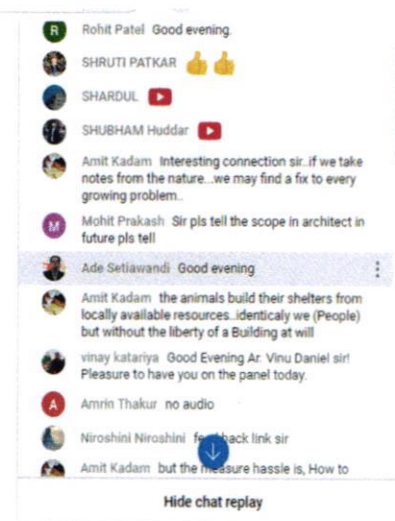 R
Rohit Patel Good evening.
SHRUTI PATKAR 👍👍
SHARDUL
SHUBHAM Huddar
Amit Kadam Interesting connection sir..if we take
notes from the nature...we may find a fix to every
growing problem..
M
Mohit Prakash Sir pls tell the scope in architect in
future pls tell
Ade Setiawandi Good evening
Amit Kadam the animals build their shelters from
locally available resources..identicaly we (People)
but without the liberty of a Building at will
vinay katariya Good Evening Ar. Vinu Daniel sir!
Pleasure to have you on the panel today.
A
Amrin Thakur no audio
Niroshini Niroshini back link sir
Amit Kadam but the measure hassle is, How to
Hide chat replay